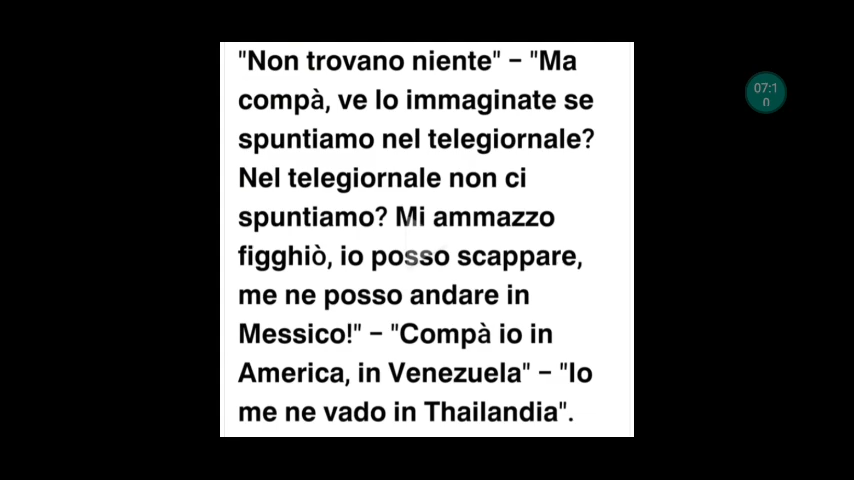 "Non trovano niente" – "Ma
compà, ve lo immaginate se
spuntiamo nel telegiornale?
Nel telegiornale non ci
spuntiamo? Mi ammazzo
figghiò, io posso scappare,
me ne posso andare in
Messico!" – "Compà io in
America, in Venezuela" – "Io
me ne vado in Thailandia".
07:1
0